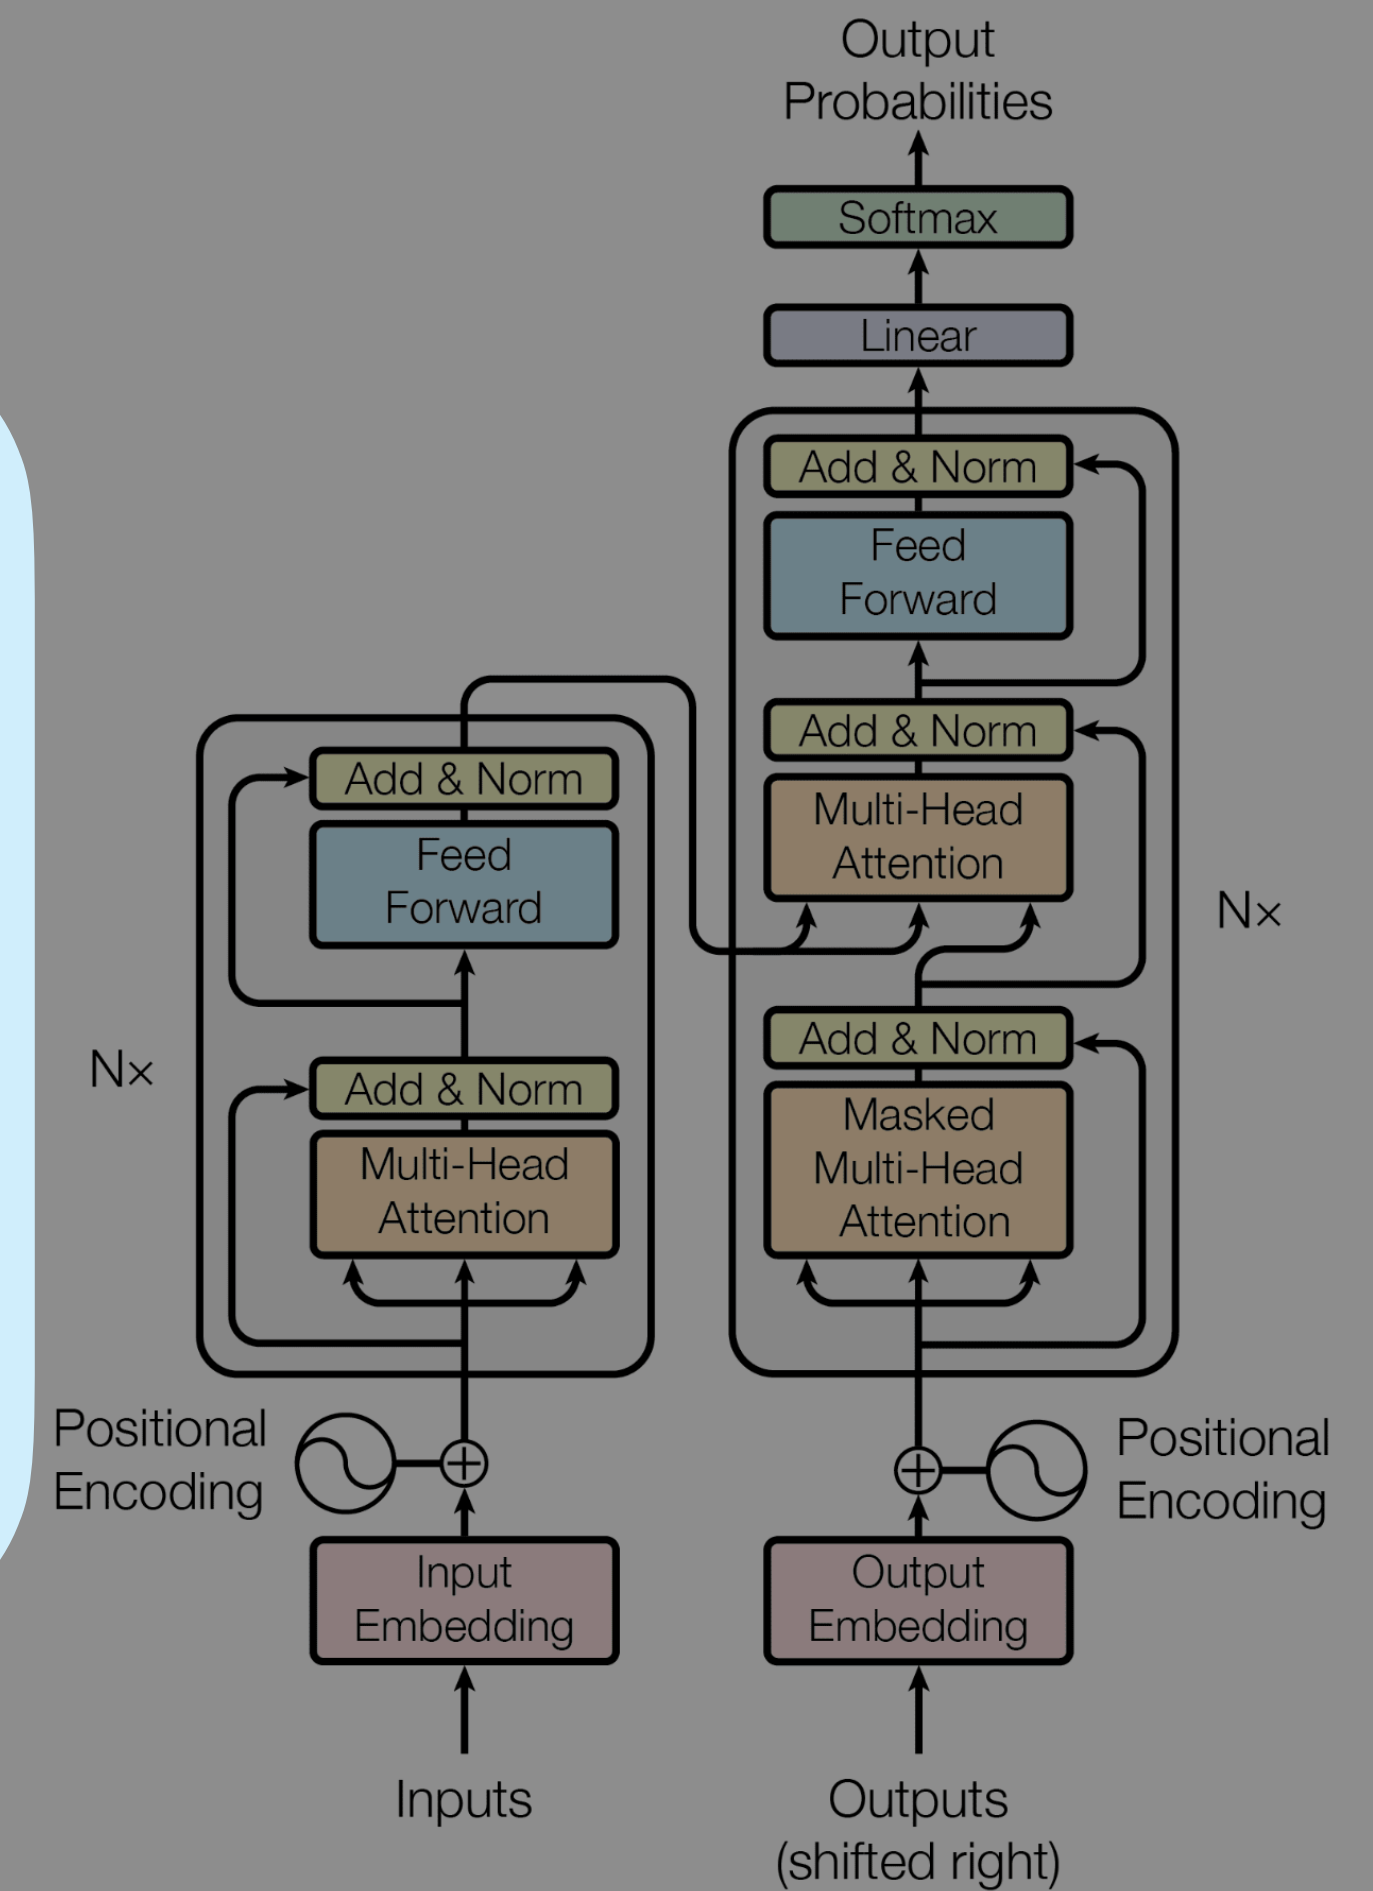 Output
Probabilities
Softmax
Linear
Add & Norm
Feed
Forward
Add & Norm
Multi-Head
Attention
Nx
Add & Norm
Masked
Multi-Head
Attention
Add & Norm
Feed
Forward
Nx
Add & Norm
Multi-Head
Attention
Positional
Encoding
Positional
Encoding
Input
Embedding
Output
Embedding
Inputs
Outputs
(shifted right)